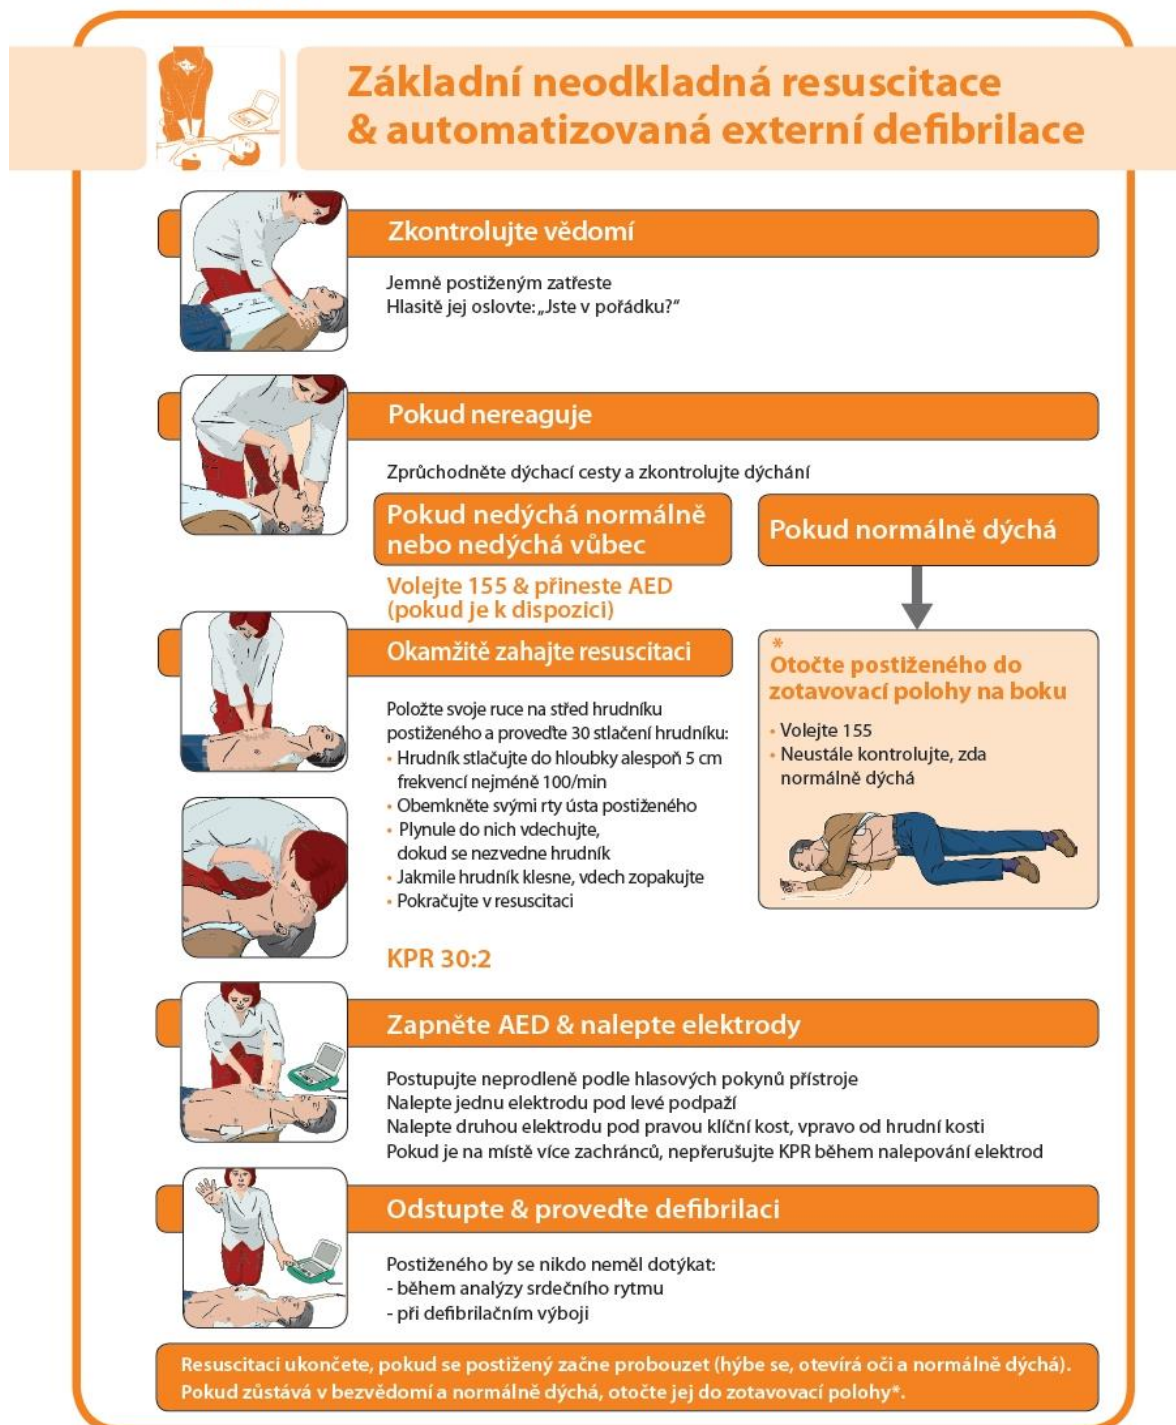 Základní neodkladná resuscitace
& automatizovaná externí defibrilace
Zkontrolujte vědomí
Jemně postiženým zatřeste
Hlasitě jej oslovte: „Jste v pořádku?“
Pokud nereaguje
Zprůchodněte dýchací cesty a zkontrolujte dýchání
Pokud nedýchá normálně
nebo nedýchá vůbec
Volejte 155 & přineste AED
(pokud je k dispozici)
Okamžitě zahajte resuscitaci
Položte svoje ruce na střed hrudníku
postiženého a proveďte 30 stlačení hrudníku:
• Hrudník stlačujte do hloubky alespoň 5 cm
frekvencí nejméně 100/min
• Obemkněte svými rty ústa postiženého
• Plynule do nich vdechujte,
dokud se nezvedne hrudník
• Jakmile hrudník klesne, vdech zopakujte
• Pokračujte v resuscitaci
KPR 30:2
Pokud normálně dýchá
*
Otočte postiženého do
zotavovací polohy na boku
• Volejte 155
• Neustále kontrolujte, zda
normálně dýchá
Zapněte AED & nalepte elektrody
Postupujte neprodleně podle hlasových pokynů přístroje
Nalepte jednu elektrodu pod levé podpaží
Nalepte druhou elektrodu pod pravou klíční kost, vpravo od hrudní kosti
Pokud je na místě více zachránců, nepřerušujte KPR během nalepování elektrod
Odstupte & proveďte defibrilaci
Postiženého by se nikdo neměl dotýkat:
- během analýzy srdečního rytmu
- při defibrilačním výboji
Resuscitaci ukončete, pokud se postižený začne probouzet (hýbe se, otevírá oči a normálně dýchá).
Pokud zůstává v bezvědomí a normálně dýchá, otočte jej do zotavovací polohy*.